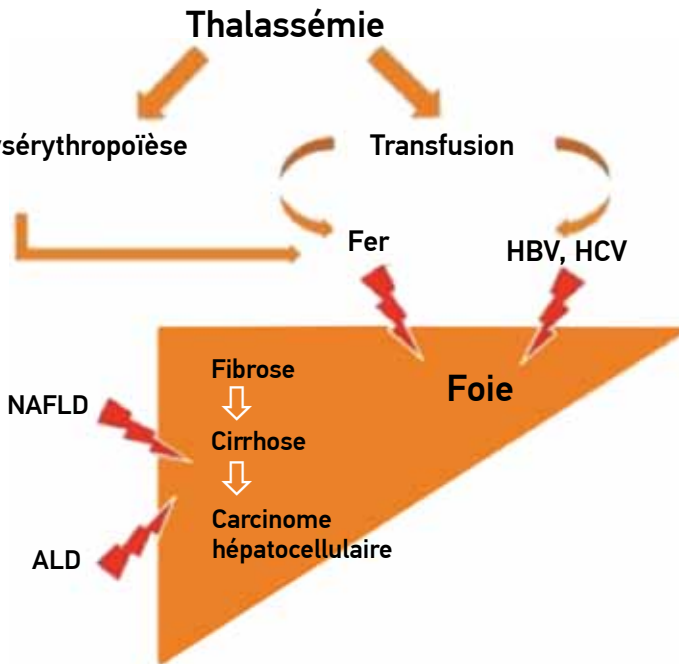 Thalassémie
ysérythropoïèse
Transfusion
Fer
HBV, HCV
Fibrose
Foie
NAFLD
Cirrhose
Carcinome
hépatocellulaire
ALD